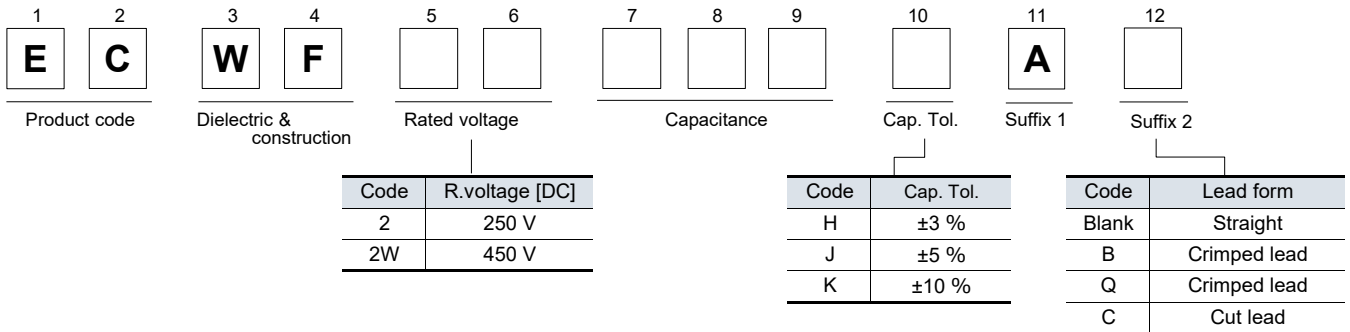 1 2 3 4 5 6 7 8 9 10 11 12
E C W F A
Product code Dielectric & construction Rated voltage Capacitance Cap. Tol. Suffix 1 Suffix 2
Code R.voltage [DC]
2 250 V
2W 450 V
Code Cap. Tol.
H ±3 %
J ±5 %
K ±10 %
Code Lead form
Blank Straight
B Crimped lead
Q Crimped lead
C Cut lead